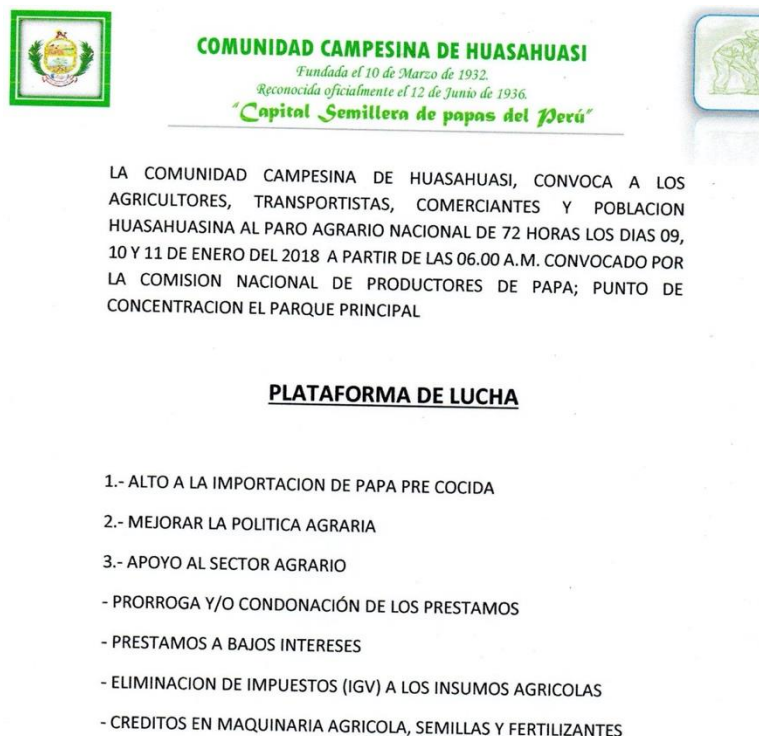 COMUNIDAD CAMPESINA DE HUASAHUASI
Fundada el 10 de Marzo de 1932.
Reconocida oficialmente el 12 de Junio de 1936.
"Capital Semillera de papas del Perú"
LA COMUNIDAD CAMPESINA DE HUASAHUASI, CONVOCA A LOS
AGRICULTORES, TRANSPORTISTAS, COMERCIANTES Y POBLACION
HUASAHUASINA AL PARO AGRARIO NACIONAL DE 72 HORAS LOS DIAS 09,
10 Y 11 DE ENERO DEL 2018 A PARTIR DE LAS 06.00 A.M. CONVOCADO POR
LA COMISION NACIONAL DE PRODUCTORES DE PAPA; PUNTO DE
CONCENTRACION EL PARQUE PRINCIPAL
PLATAFORMA DE LUCHA
1.- ALTO A LA IMPORTACION DE PAPA PRE COCIDA
2.- MEJORAR LA POLITICA AGRARIA
3.- APOYO AL SECTOR AGRARIO
- PRORROGA Y/O CONDONACIÓN DE LOS PRESTAMOS
- PRESTAMOS A BAJOS INTERESES
- ELIMINACION DE IMPUESTOS (IGV) A LOS INSUMOS AGRICOLAS
- CREDITOS EN MAQUINARIA AGRICOLA, SEMILLAS Y FERTILIZANTES